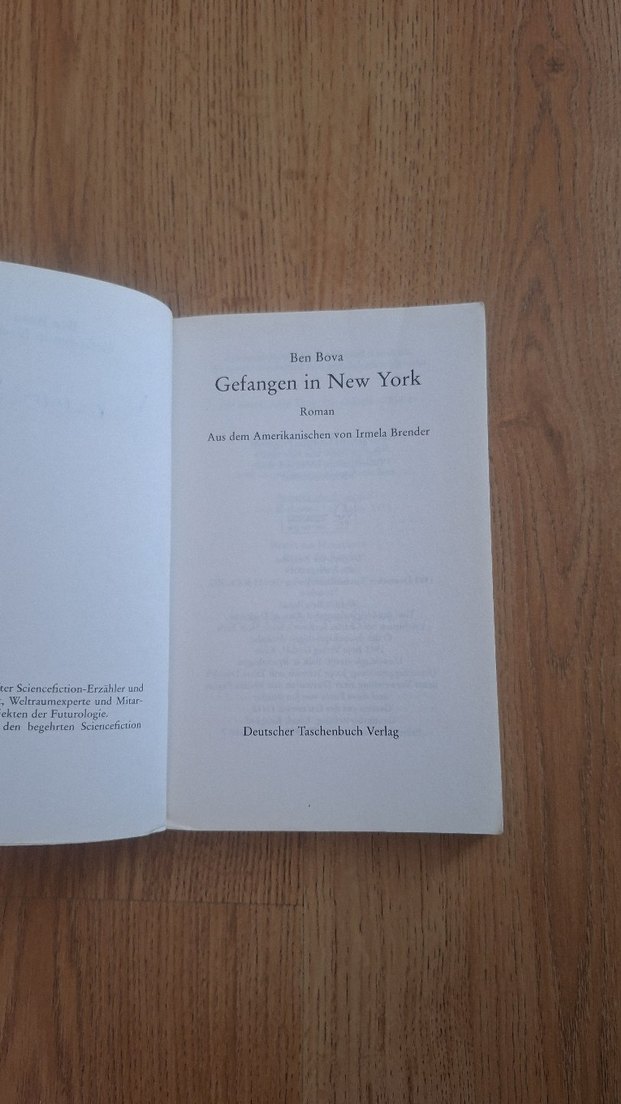 ter Sciencefiction-Erzähler und
, Weltraumexperte und Mitar-
ekten der Futurologie.
den begehrten Sciencefiction
Ben Bova
Gefangen in New York
Roman
Aus dem Amerikanischen von Irmela Brender
Deutscher Taschenbuch Verlag